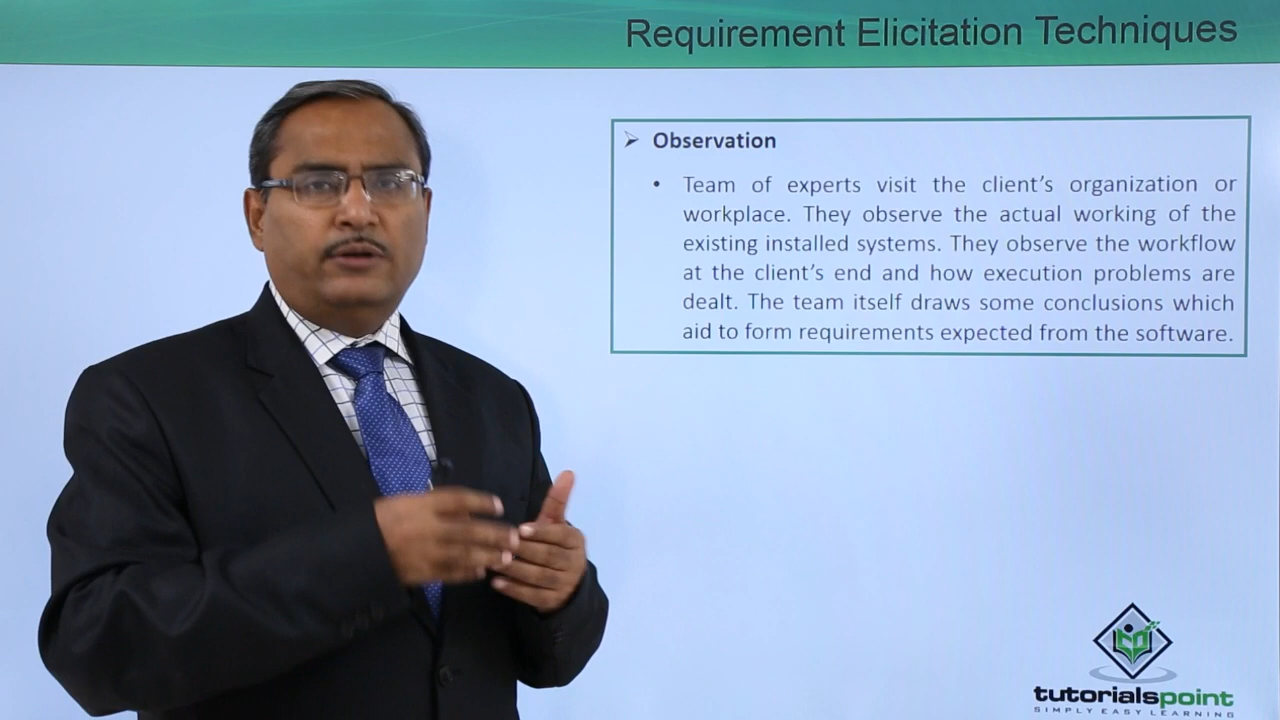 Requirement Elicitation Techniques
➢ Observation
• Team of experts visit the client’s organization or
workplace. They observe the actual working of the
existing installed systems. They observe the workflow
at the client’s end and how execution problems are
dealt. The team itself draws some conclusions which
aid to form requirements expected from the software.
tutorialspoint
SIMPLY EASY LEARNING